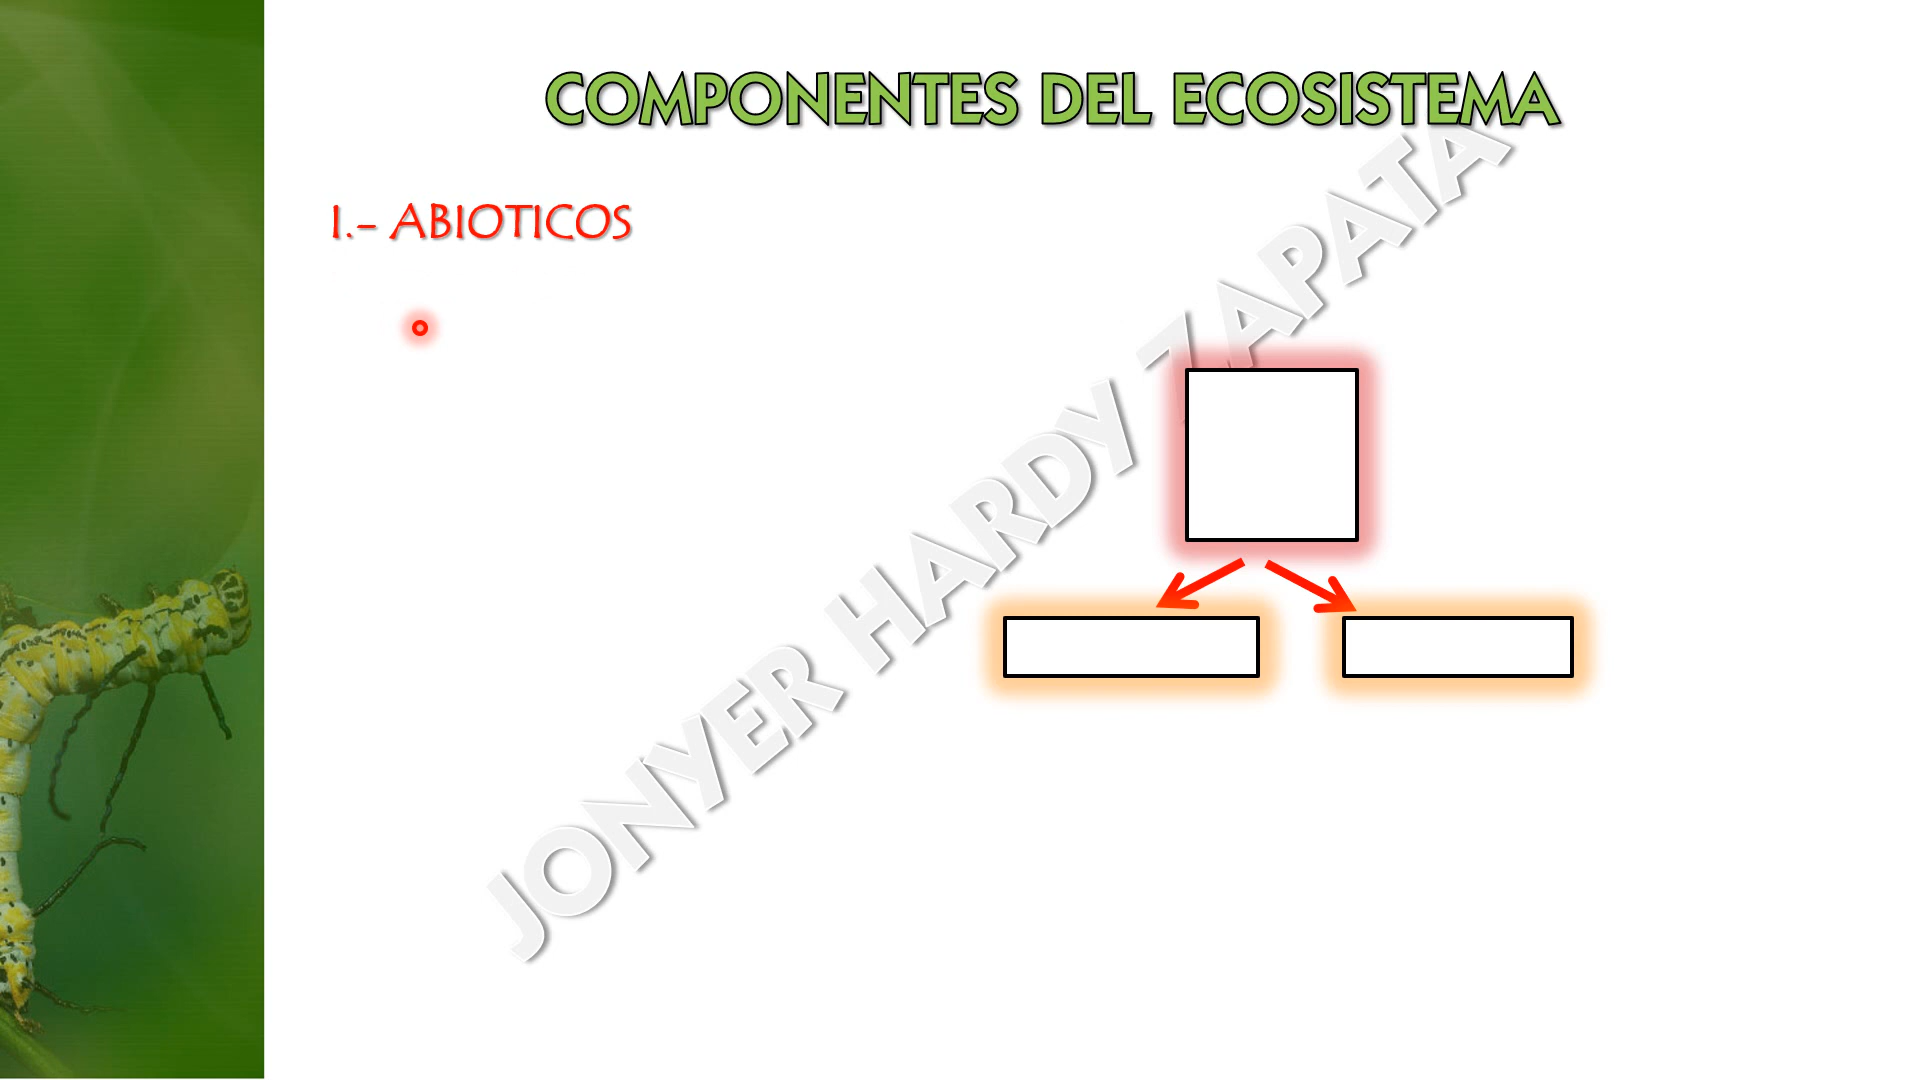 COMPONENTES DEL ECOSISTEMA
I.- ABIOTICOS
JONYER HARDY ZAPATA